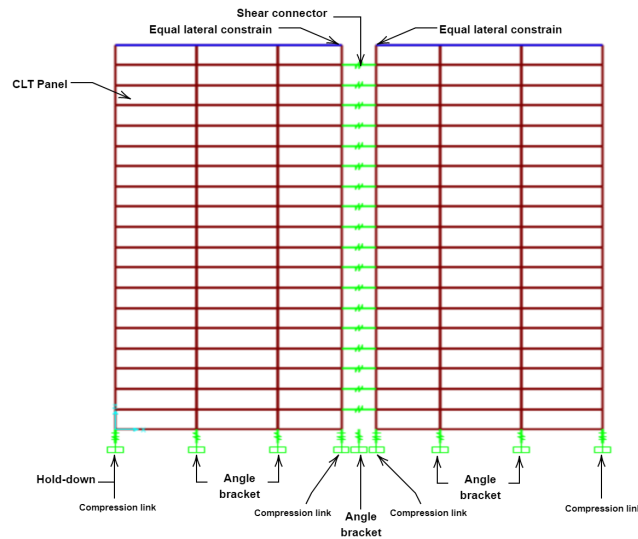 Shear connector
Equal lateral constrain
Equal lateral constrain
CLT Panel
Hold-down
Compression link
Angle
bracket
Compression link
Angle
bracket
Compression link
Angle
bracket
Compression link